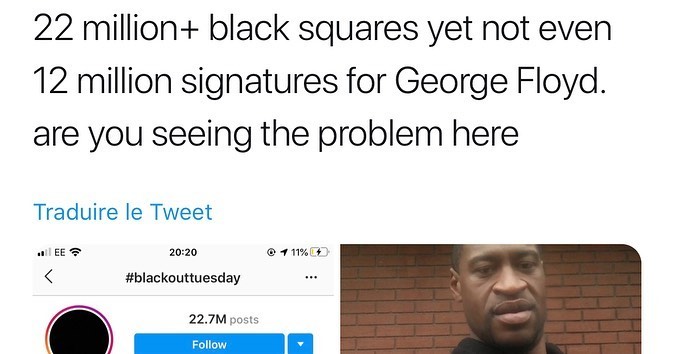 22 million+ black squares yet not even
12 million signatures for George Floyd.
are you seeing the problem here
Traduire le Tweet
EE 20:20 11%
#blackouttuesday
22.7M posts
Follow